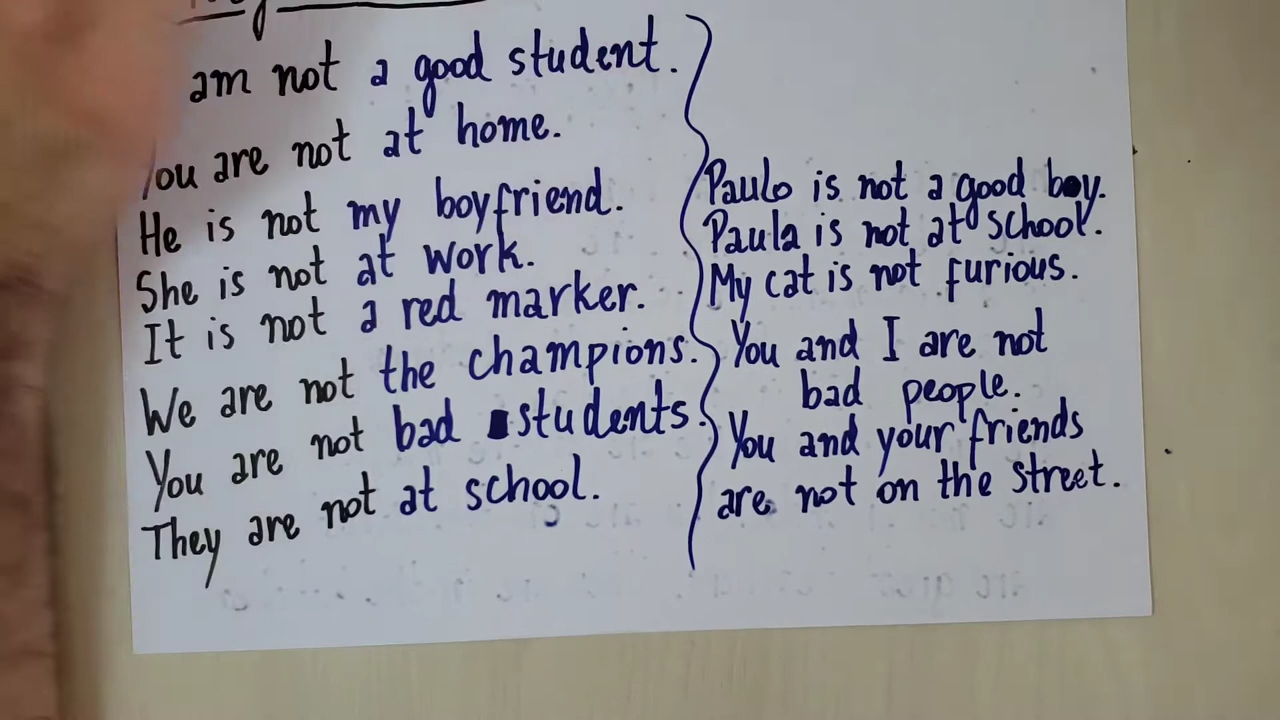 am not a good student.
You are not at home.
He is not my boyfriend.
She is not at work.
It is not a red marker.
We are not the champions.
You are not bad students.
They are not at school.
Paulo is not a good boy.
Paula is not at school.
My cat is not furious.
You and I are not
bad people.
You and your friends
are not on the street.